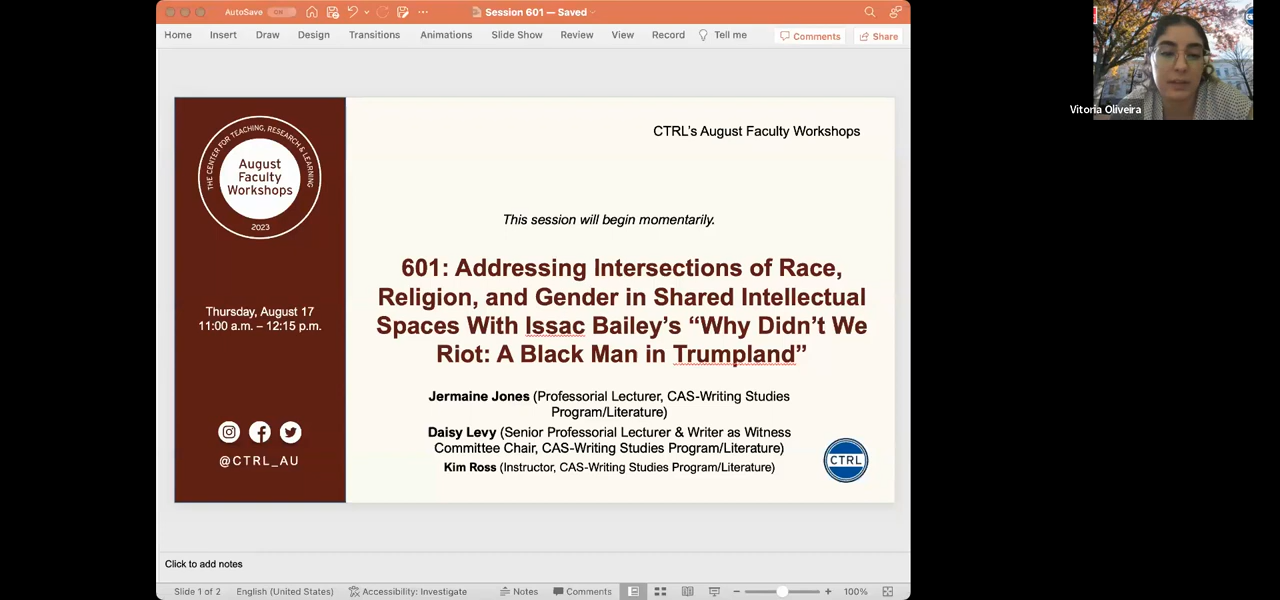 AutoSave ON
Session 601 — Saved
Home Insert Draw Design Transitions Animations Slide Show Review View Record Tell me Comments Share
Vitoria Oliveira
THE CENTER FOR TEACHING, RESEARCH & LEARNING
August
Faculty
Workshops
2023
CTRL's August Faculty Workshops
This session will begin momentarily.
601: Addressing Intersections of Race,
Religion, and Gender in Shared Intellectual
Spaces With Issac Bailey's “Why Didn't We
Riot: A Black Man in Trumpland”
Thursday, August 17
11:00 a.m. – 12:15 p.m.
Jermaine Jones (Professorial Lecturer, CAS-Writing Studies
Program/Literature)
Daisy Levy (Senior Professorial Lecturer & Writer as Witness
Committee Chair, CAS-Writing Studies Program/Literature)
Kim Ross (Instructor, CAS-Writing Studies Program/Literature)
@CTRL_AU
CTRL
Click to add notes
Slide 1 of 2 English (United States) Accessibility: Investigate Notes Comments 100%